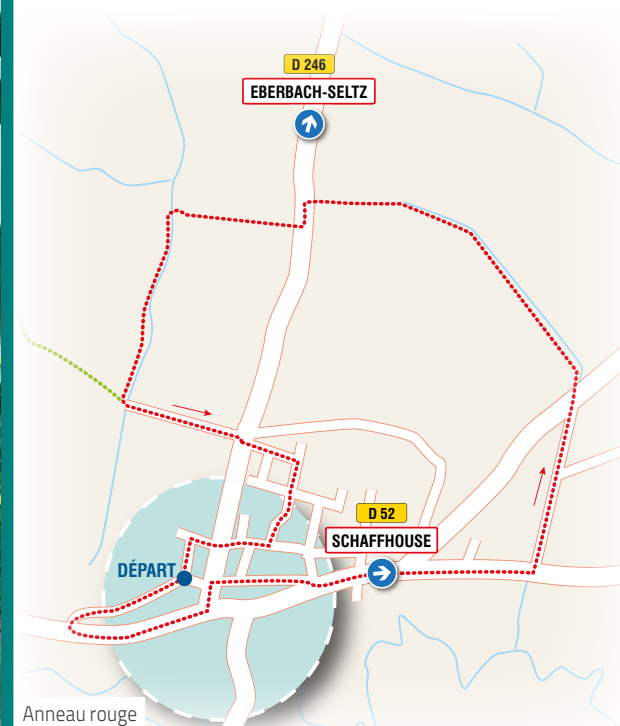 D 246
EBERBACH-SELTZ
D 52
SCHAFFHOUSE
DÉPART
Anneau rouge